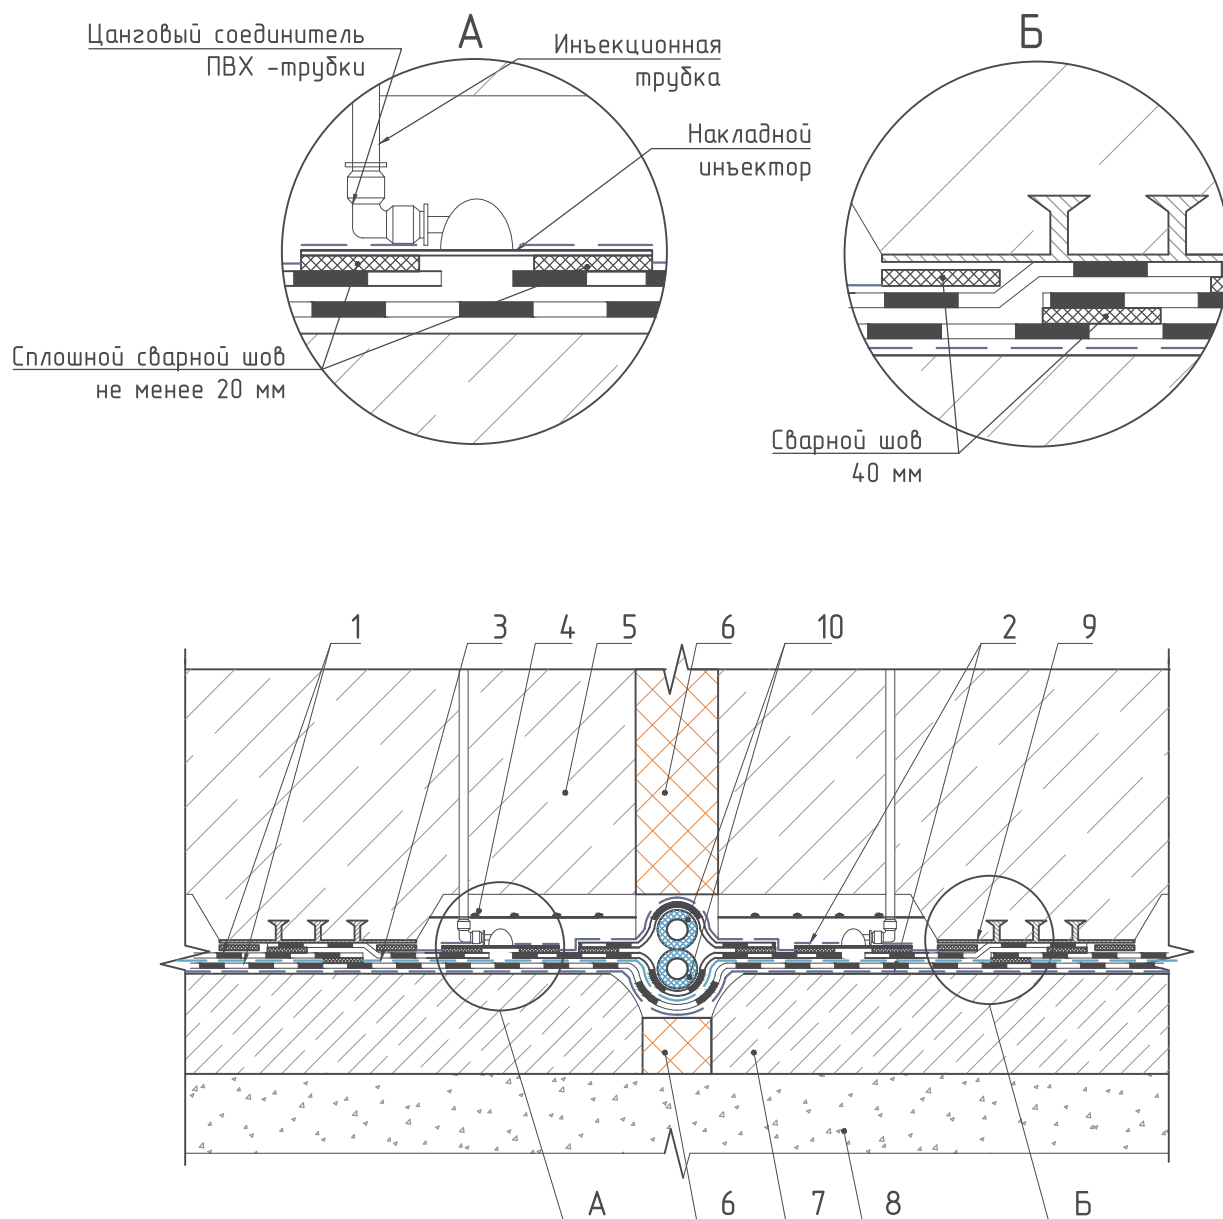 Цанговый соединитель
ПВХ -трубки
А
Инъекционная
трубка
Накладной
инъектор
Б
Сплошной сварной шов
не менее 20 мм
Сварной шов
40 мм
1
3
4
5
6
10
2
9
А
6
7
8
Б